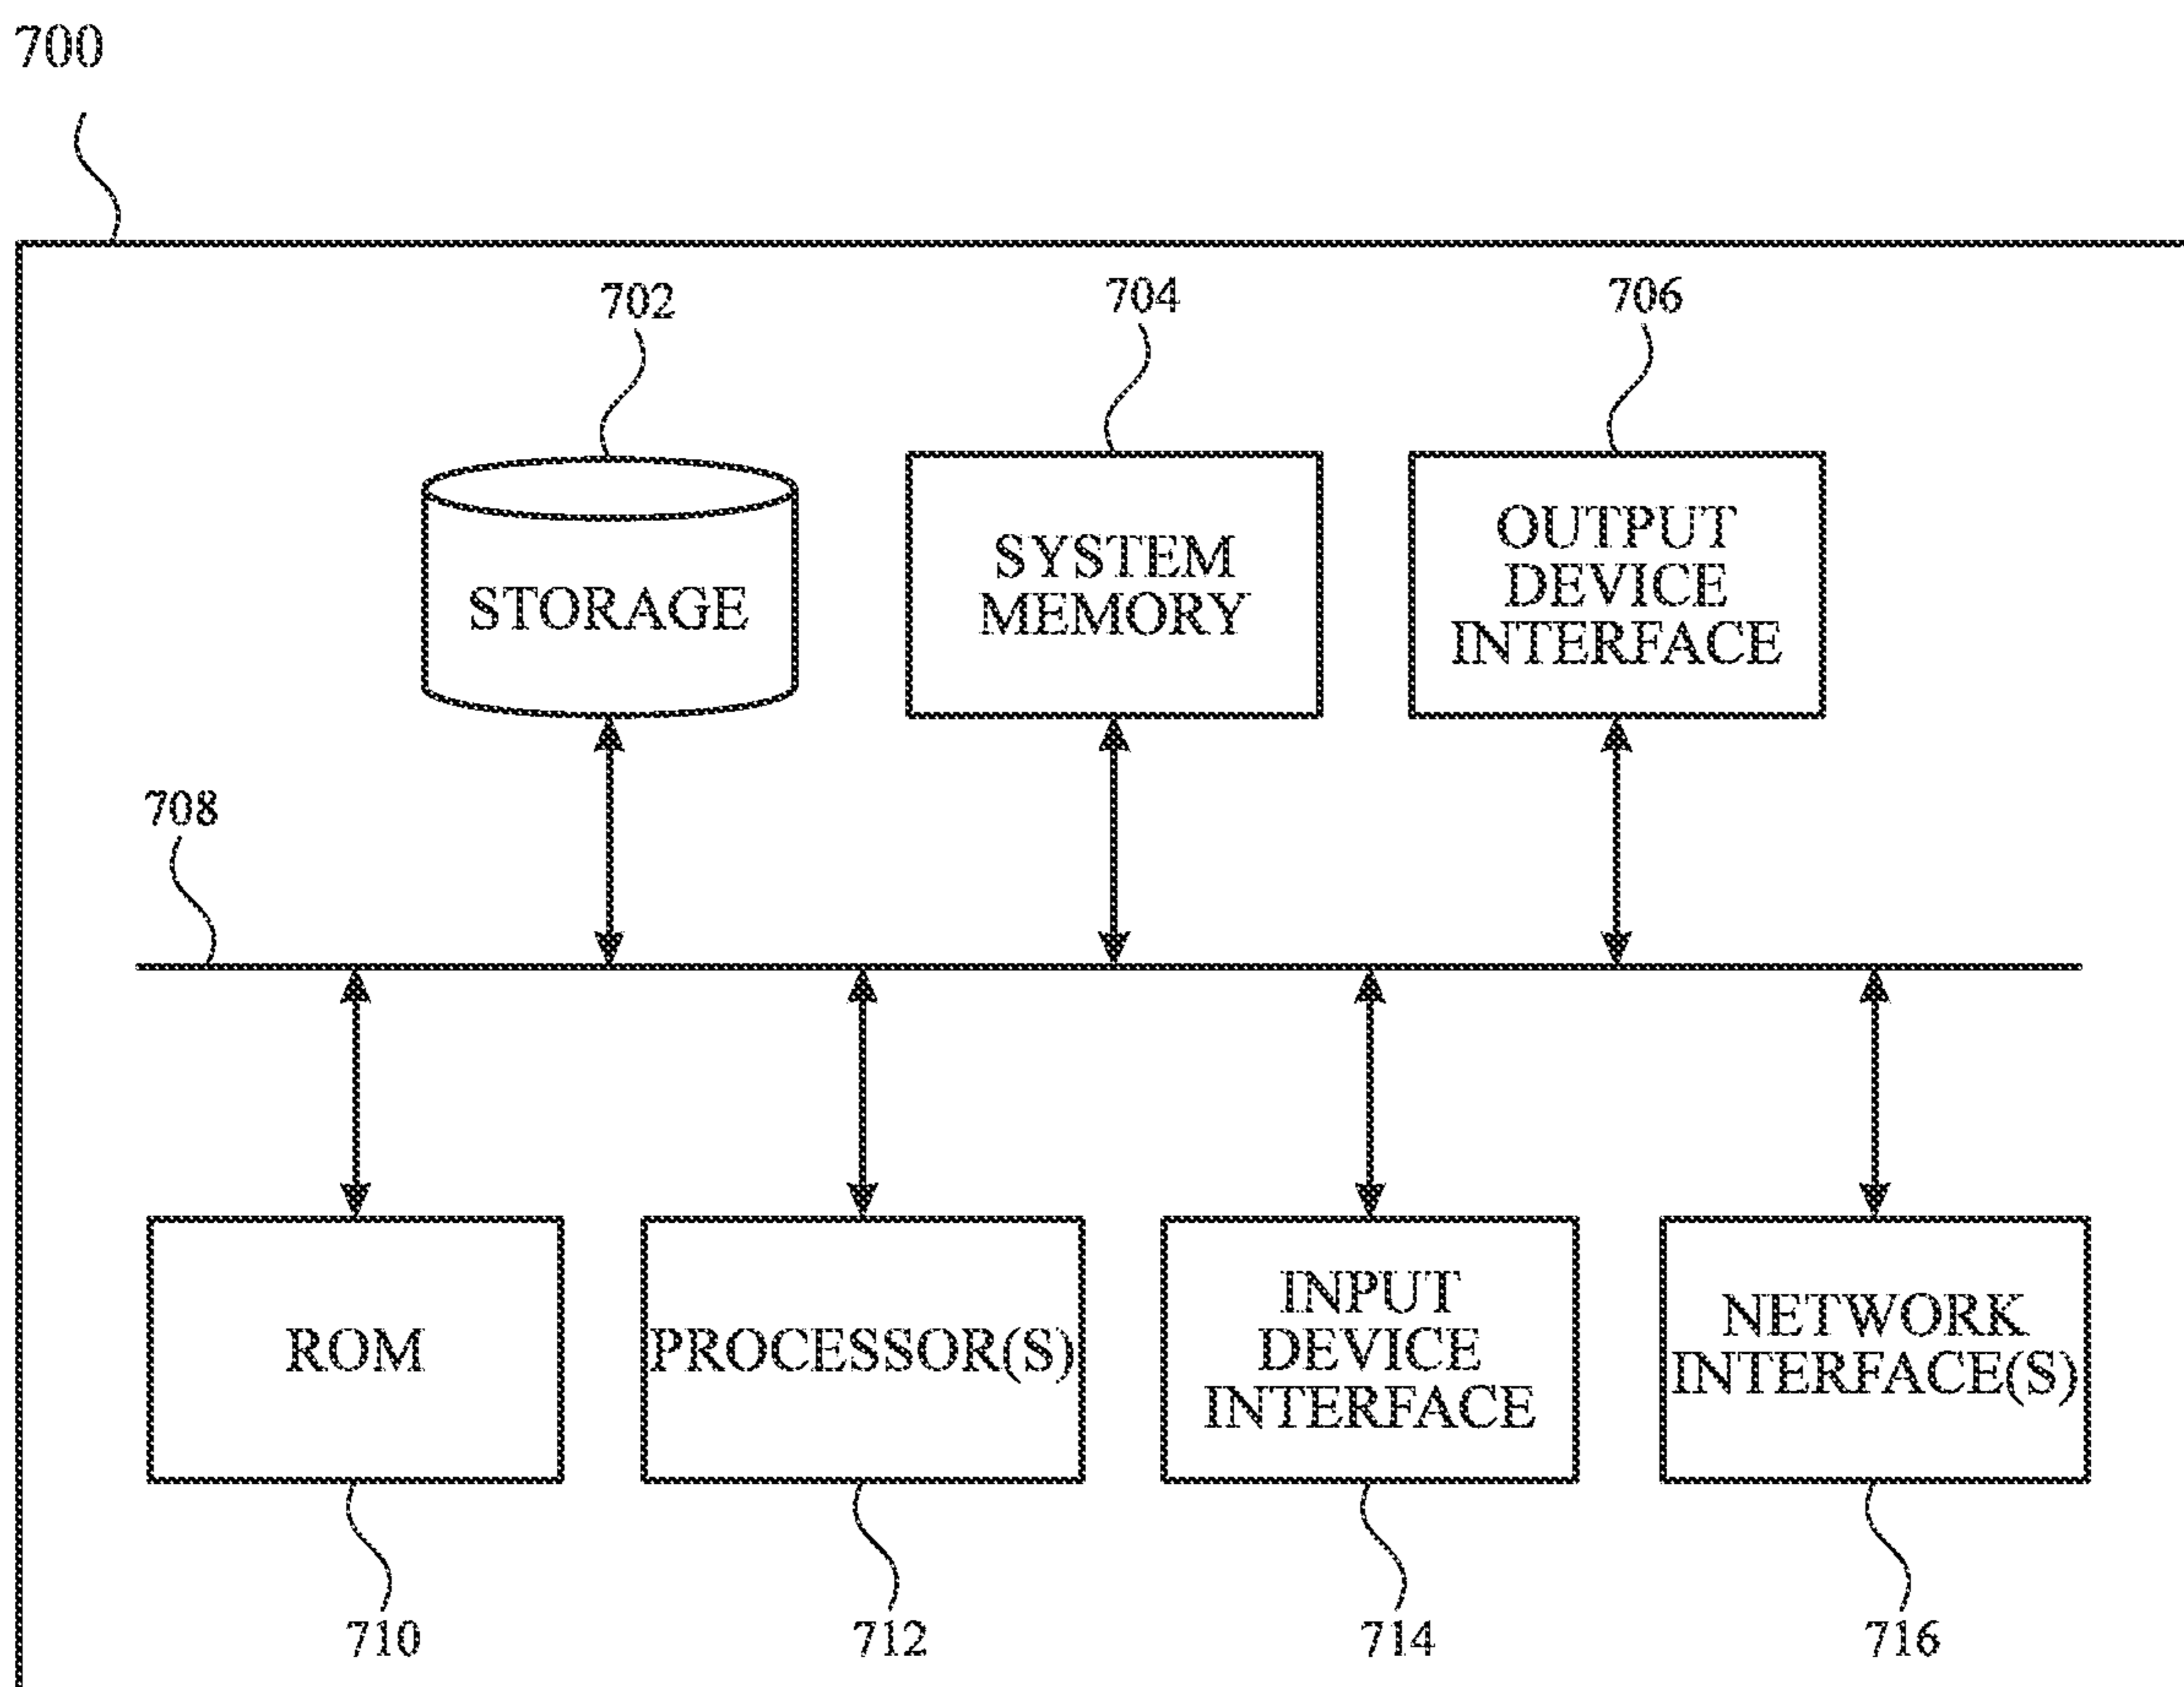 700
702
704
706
STORAGE
SYSTEM
MEMORY
OUTPUT
DEVICE
INTERFACE
708
ROM
PROCESSOR(S)
INPUT
DEVICE
INTERFACE
NETWORK
INTERFACE(S)
710
712
714
716